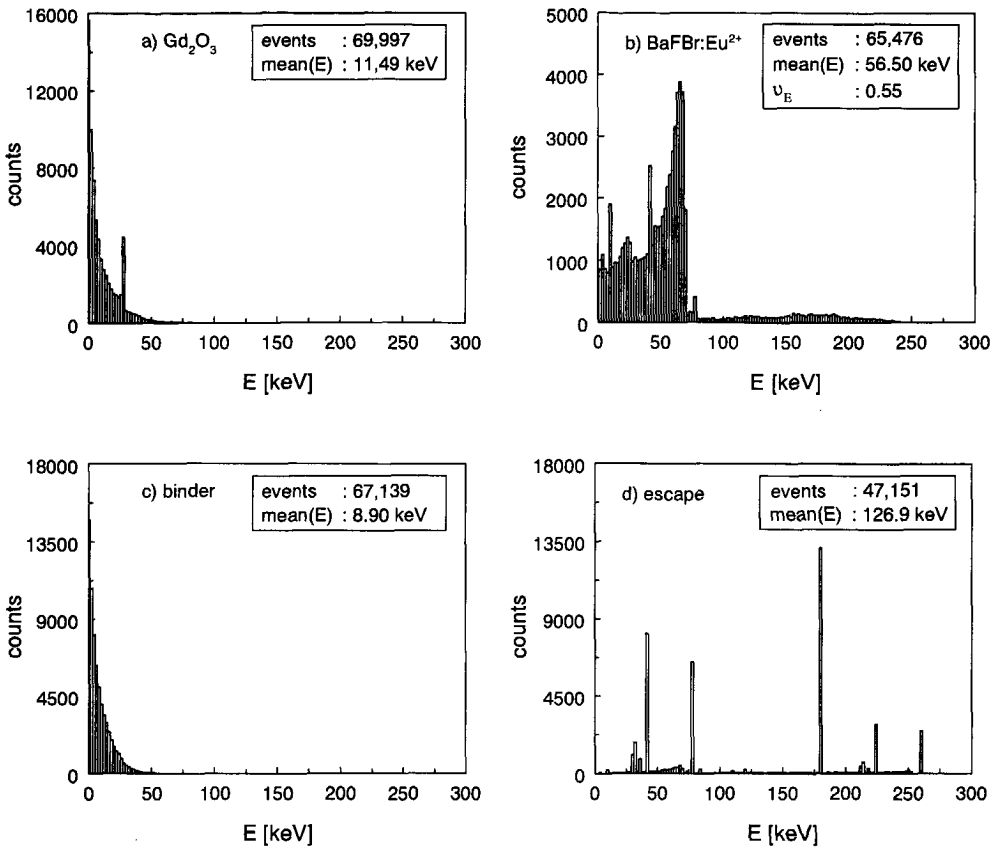 16000
12000
8000
4000
0
counts
a) Gd₂O₃
events : 69,997
mean(E) : 11,49 keV
0 50 100 150 200 250 300
E [keV]
5000
4000
3000
2000
1000
0
counts
b) BaFBr:Eu²⁺
events : 65,476
mean(E) : 56.50 keV
υ_E : 0.55
0 50 100 150 200 250 300
E [keV]
18000
13500
9000
4500
0
counts
c) binder
events : 67,139
mean(E) : 8.90 keV
0 50 100 150 200 250 300
E [keV]
18000
13500
9000
4500
0
counts
d) escape
events : 47,151
mean(E) : 126.9 keV
0 50 100 150 200 250 300
E [keV]